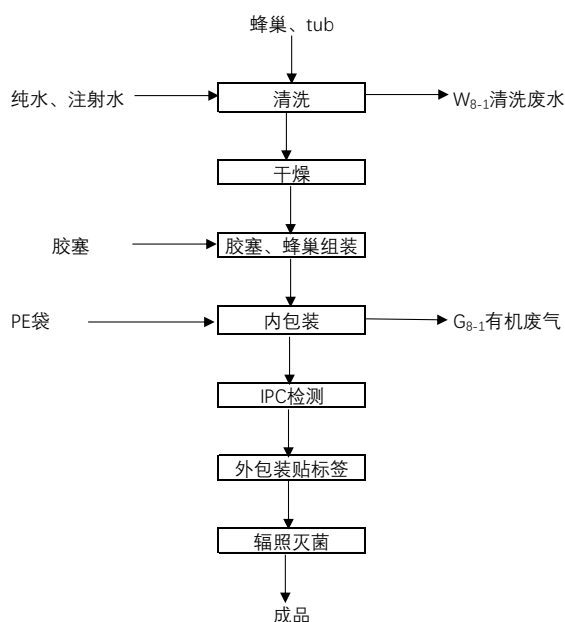 蜂巢、tub
纯水、注射水
清洗
W8-1清洗废水
干燥
胶塞
胶塞、蜂巢组装
PE袋
内包装
G8-1有机废气
IPC检测
外包装贴标签
辐照灭菌
成品